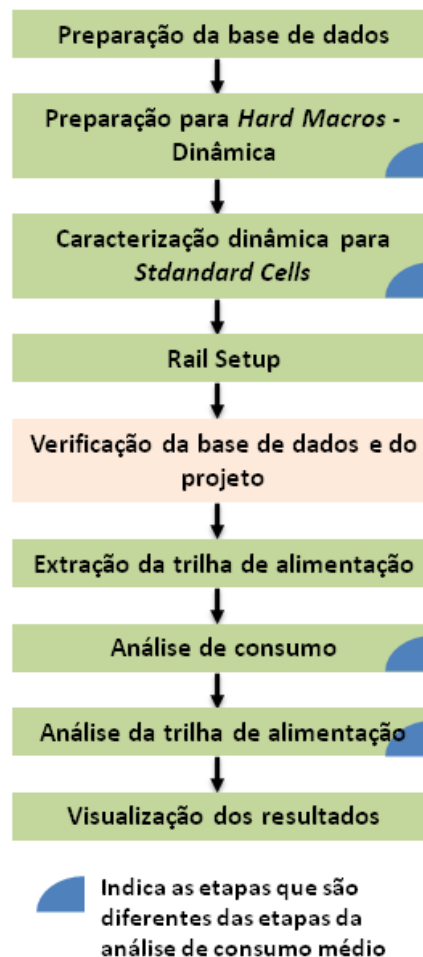 Preparação da base de dados
Preparação para Hard Macros -
Dinâmica
Caracterização dinâmica para
Stdandard Cells
Rail Setup
Verificação da base de dados e do
projeto
Extração da trilha de alimentação
Análise de consumo
Análise da trilha de alimentação
Visualização dos resultados
Indica as etapas que são
diferentes das etapas da
análise de consumo médio